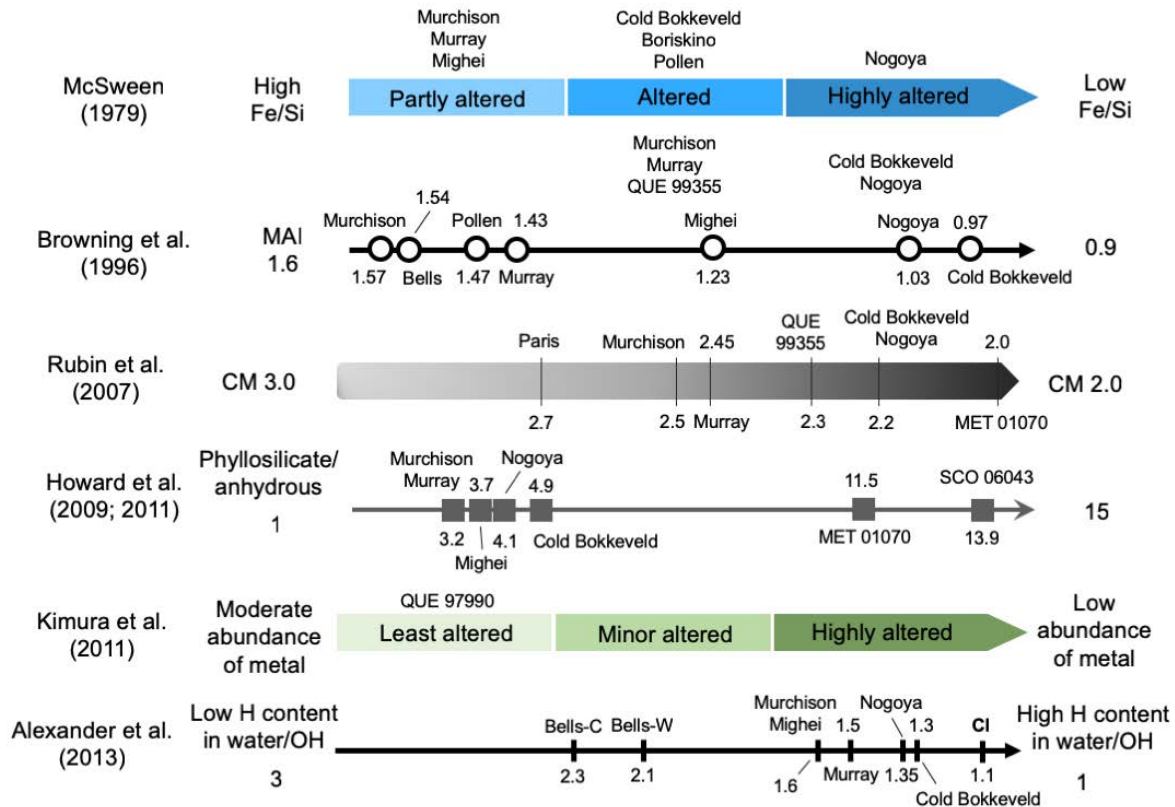 Murchison
Murray
Mighei
Cold Bokkeveld
Boriskino
Pollen
Nogoya
McSween
(1979)
High
Fe/Si
Partly altered
Altered
Highly altered
Low
Fe/Si
Murchison
Murray
QUE 99355
Cold Bokkeveld
Nogoya
Browning et al.
(1996)
MAI
1.6
Murchison
1.54
Pollen
1.43
Mighei
Nogoya
0.97
1.57
Bells
1.47
Murray
1.23
1.03
Cold Bokkeveld
0.9
Rubin et al.
(2007)
CM 3.0
Paris
Murchison
2.45
QUE
99355
Cold Bokkeveld
Nogoya
2.0
2.7
2.5
Murray
2.3
2.2
MET 01070
CM 2.0
Howard et al.
(2009; 2011)
Phyllosilicate/
anhydrous
1
Murchison
Murray
3.7
Nogoya
4.9
11.5
SCO 06043
3.2
Mighei
4.1
Cold Bokkeveld
MET 01070
13.9
15
Kimura et al.
(2011)
Moderate
abundance
of metal
QUE 97990
Least altered
Minor altered
Highly altered
Low
abundance
of metal
Alexander et al.
(2013)
Low H content
in water/OH
3
Bells-C
Bells-W
Murchison
Mighei
1.5
Nogoya
1.3
CI
2.3
2.1
1.6
Murray
1.35
Cold Bokkeveld
1.1
High H content
in water/OH
1